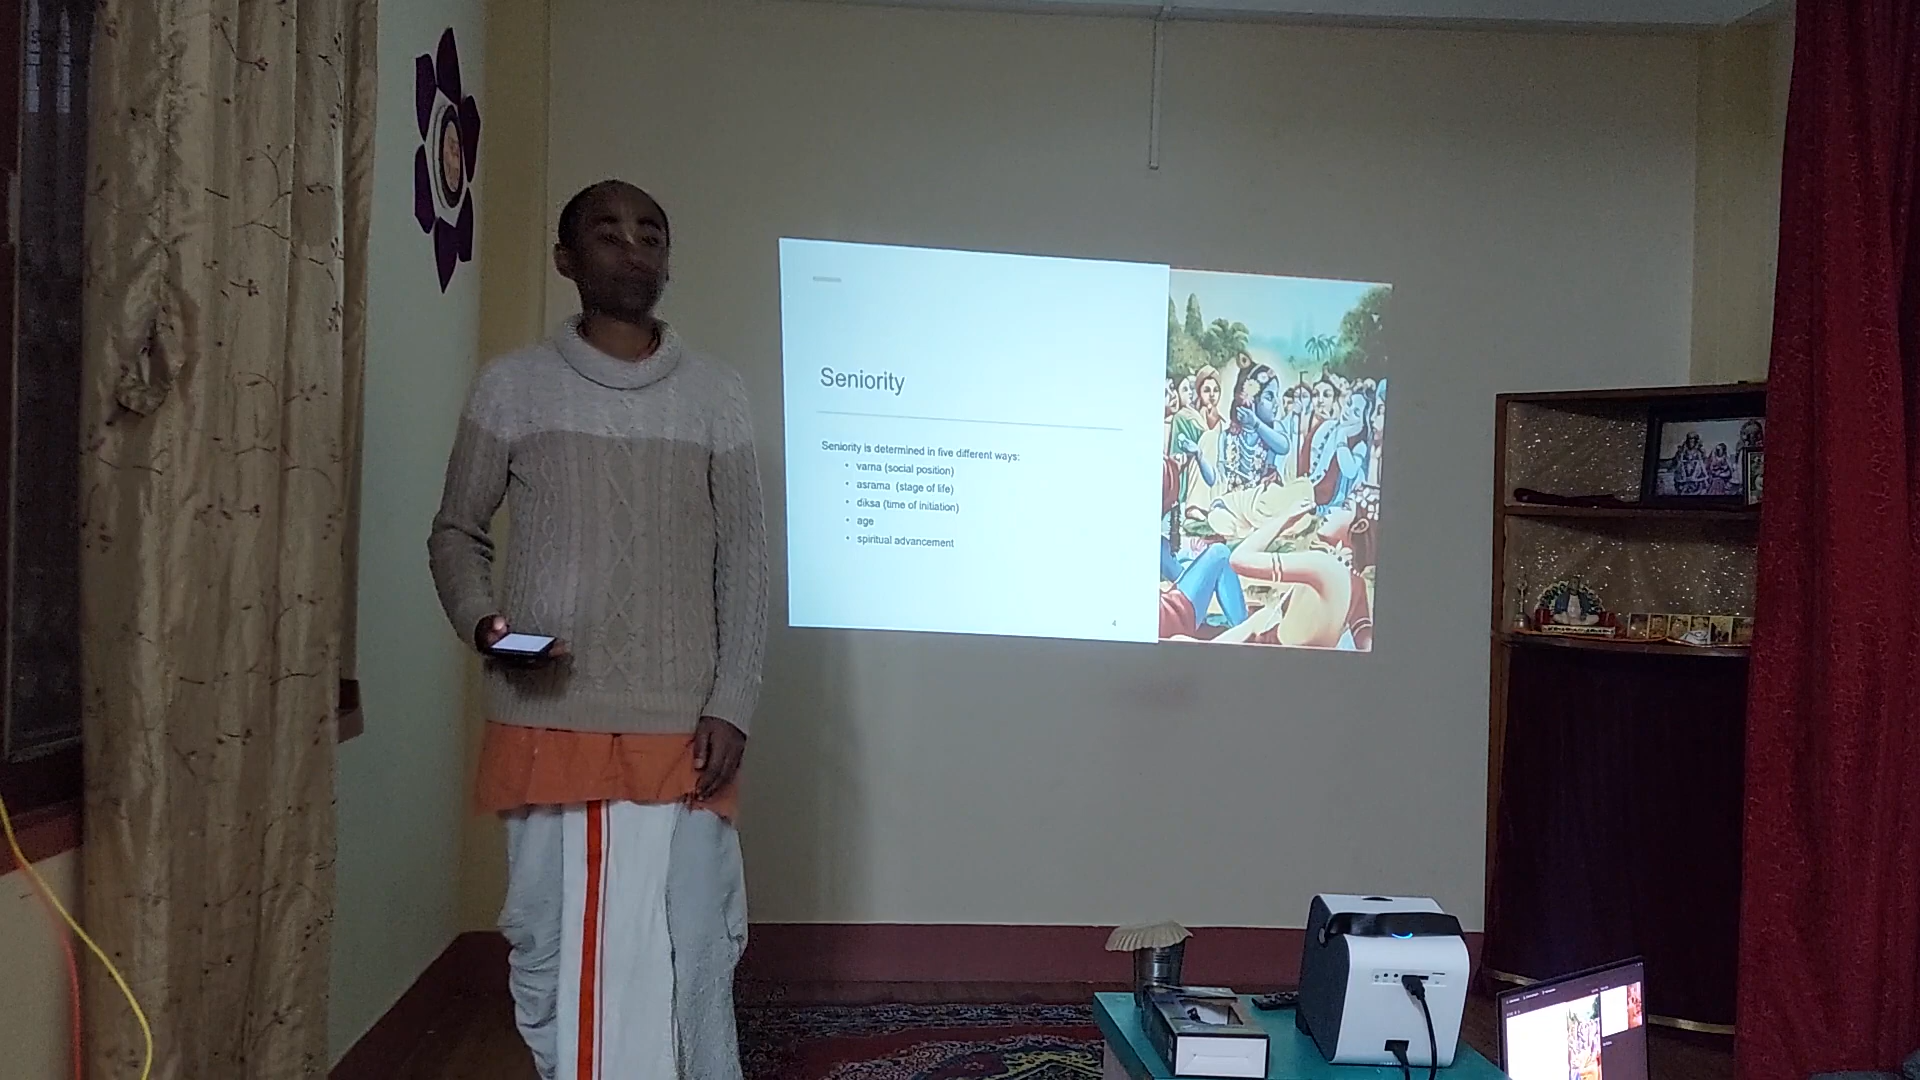 Seniority
Seniority is determined in five different ways:
• varna (social position)
• asrama (stage of life)
• diksa (time of initiation)
• age
• spiritual advancement
4